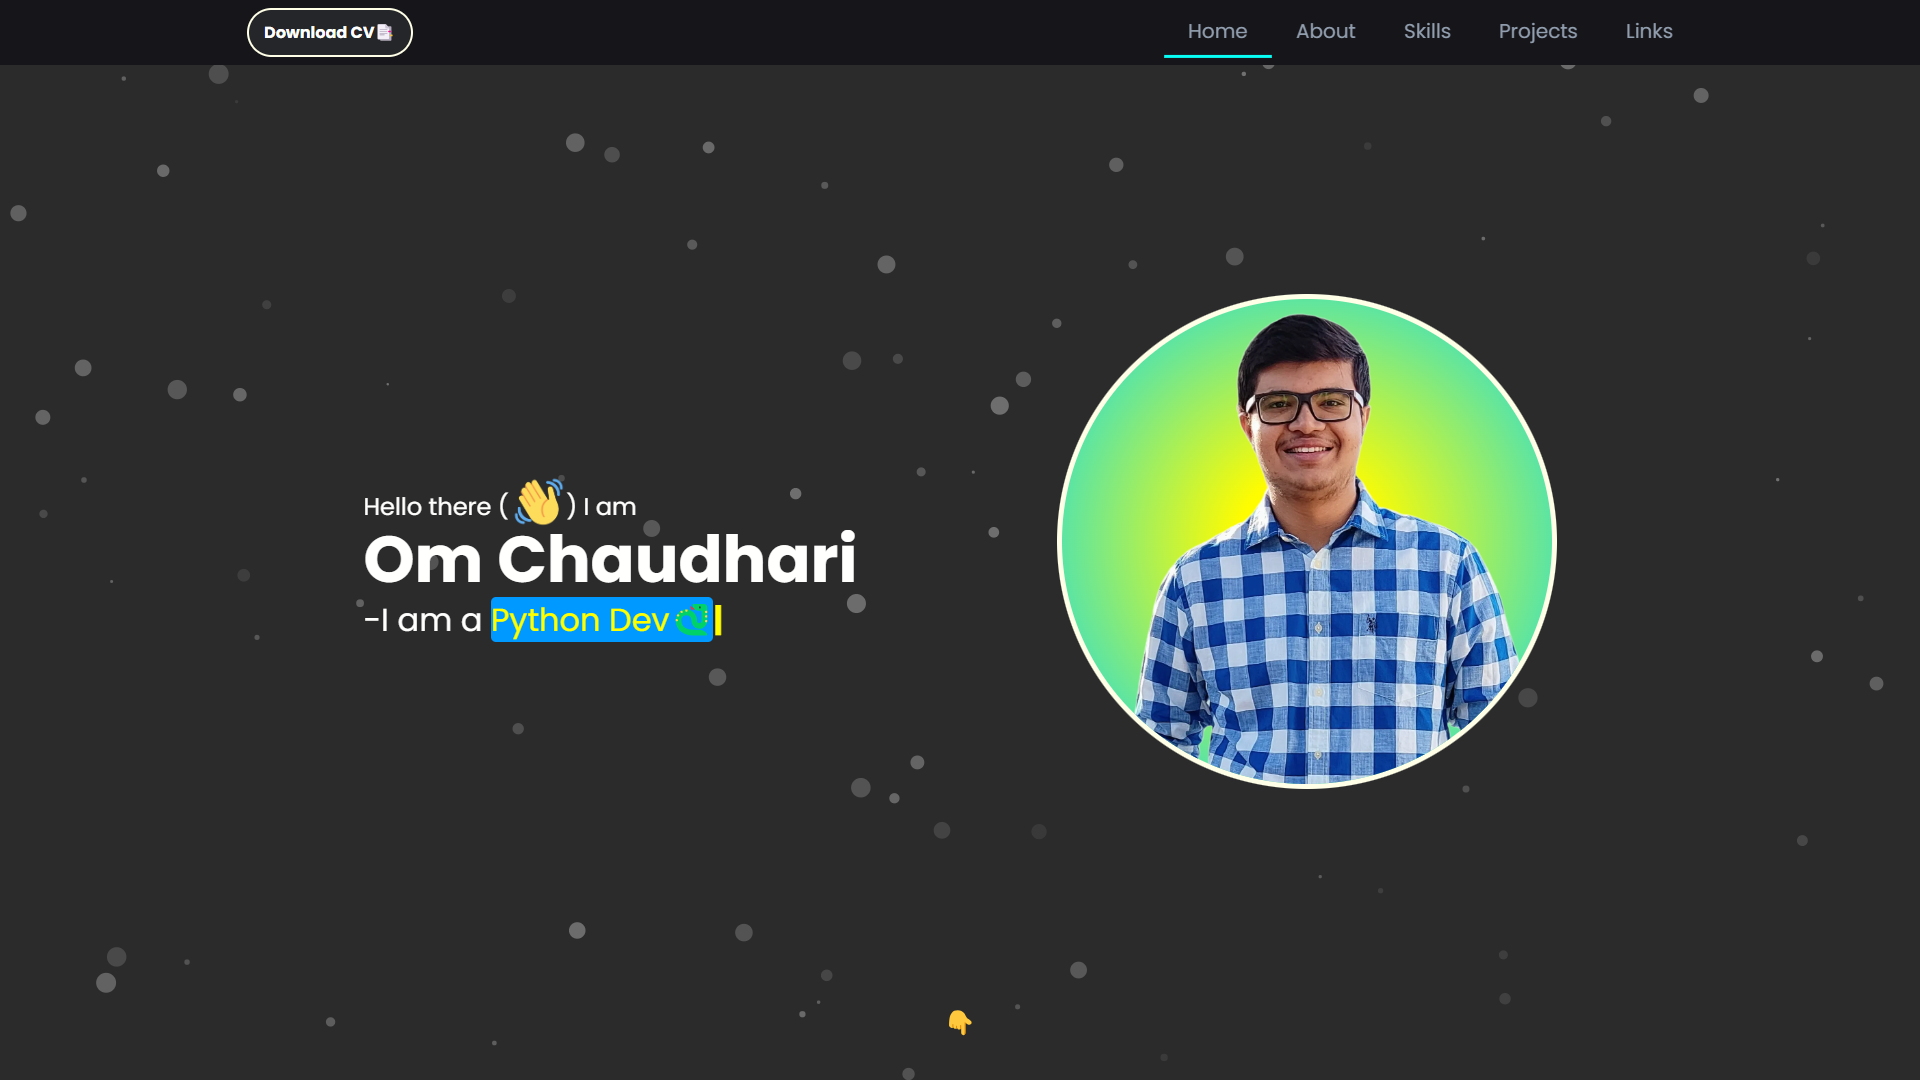 Download CV📑
Home About Skills Projects Links
Hello there (👋) I am
Om Chaudhari
-I am a Python Dev🐍|